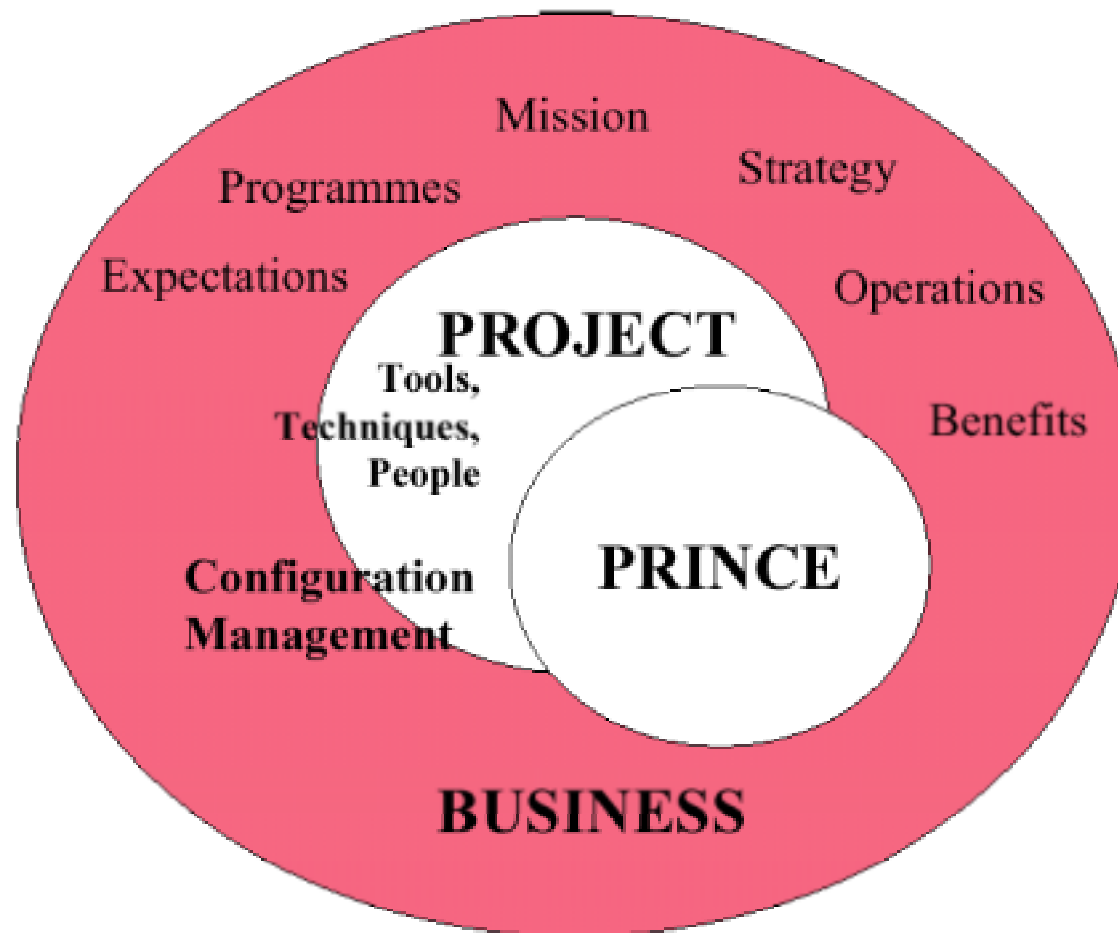 Mission
Strategy
Programmes
Expectations
Operations
PROJECT
Tools,
Techniques,
People
Benefits
PRINCE
Configuration
Management
BUSINESS